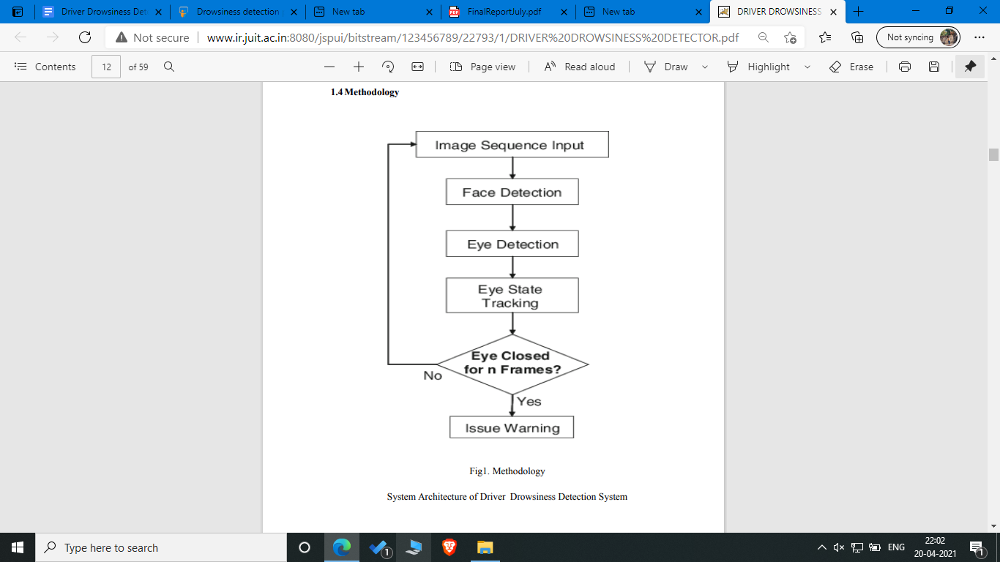 Driver Drowsiness Det
Drowsiness detection
New tab
FinalReportJuly.pdf
New tab
DRIVER DROWSINESS
Not secure
www.ir.juit.ac.in:8080/jspui/bitstream/123456789/22793/1/DRIVER%20DROWSINESS%20DETECTOR.pdf
Not syncing
Contents
12
of 59
Page view
Read aloud
Draw
Highlight
Erase
1.4 Methodology
Image Sequence Input
Face Detection
Eye Detection
Eye State
Tracking
Eye Closed
for n Frames?
No
Yes
Issue Warning
Fig1. Methodology
System Architecture of Driver Drowsiness Detection System
Type here to search
1
ENG
22:02
20-04-2021
1